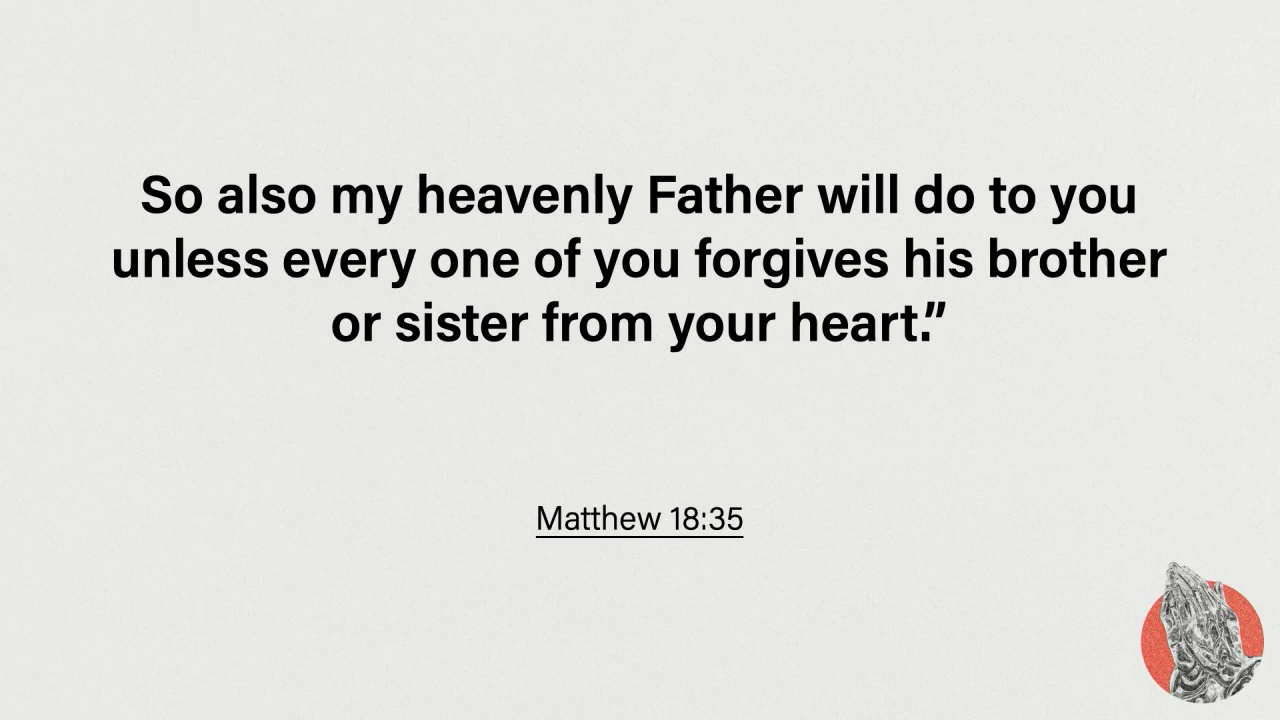 So also my heavenly Father will do to you
unless every one of you forgives his brother
or sister from your heart.”
Matthew 18:35